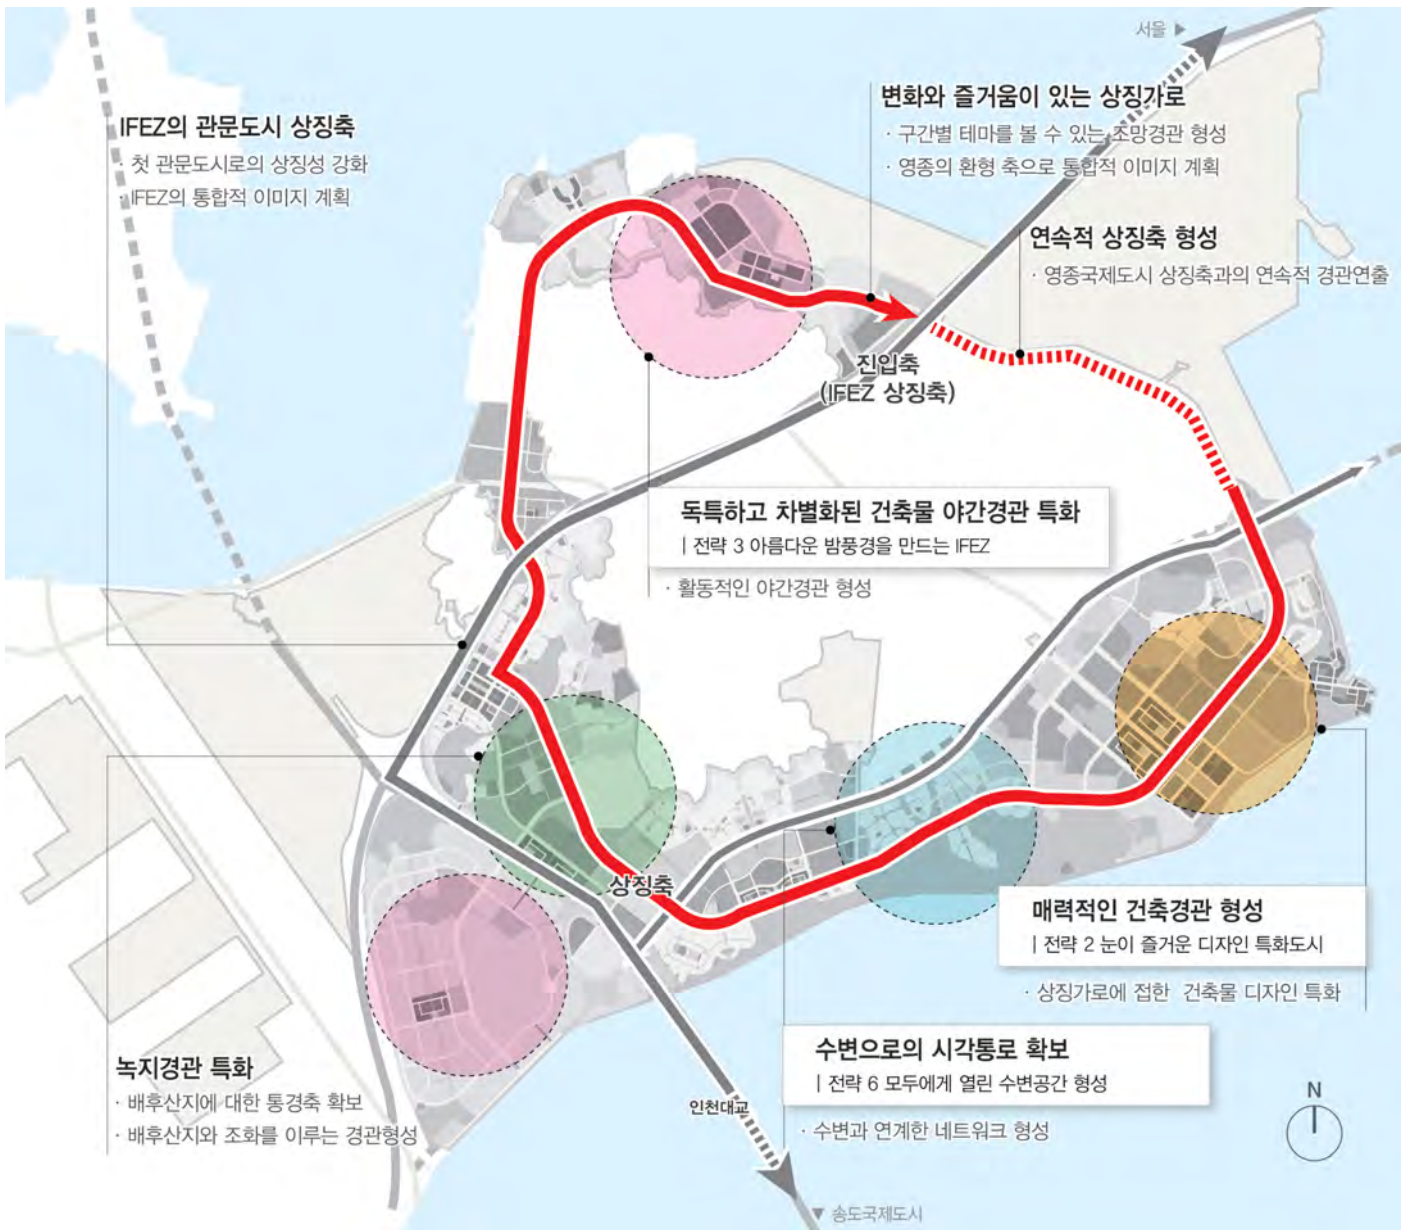 서울 ▶
IFEZ의 관문도시 상징축
· 첫 관문도시로의 상징성 강화
· IFEZ의 통합적 이미지 계획
변화와 즐거움이 있는 상징가로
· 구간별 테마를 볼 수 있는 조망경관 형성
· 영종의 환형 축으로 통합적 이미지 계획
연속적 상징축 형성
· 영종국제도시 상징축과의 연속적 경관연출
진입축
(IFEZ 상징축)
독특하고 차별화된 건축물 야간경관 특화
| 전략 3 아름다운 밤풍경을 만드는 IFEZ
· 활동적인 야간경관 형성
상징축
매력적인 건축경관 형성
| 전략 2 눈이 즐거운 디자인 특화도시
· 상징가로에 접한 건축물 디자인 특화
수변으로의 시각통로 확보
| 전략 6 모두에게 열린 수변공간 형성
· 수변과 연계한 네트워크 형성
녹지경관 특화
· 배후산지에 대한 통경축 확보
· 배후산지와 조화를 이루는 경관형성
인천대교
N
▼ 송도국제도시